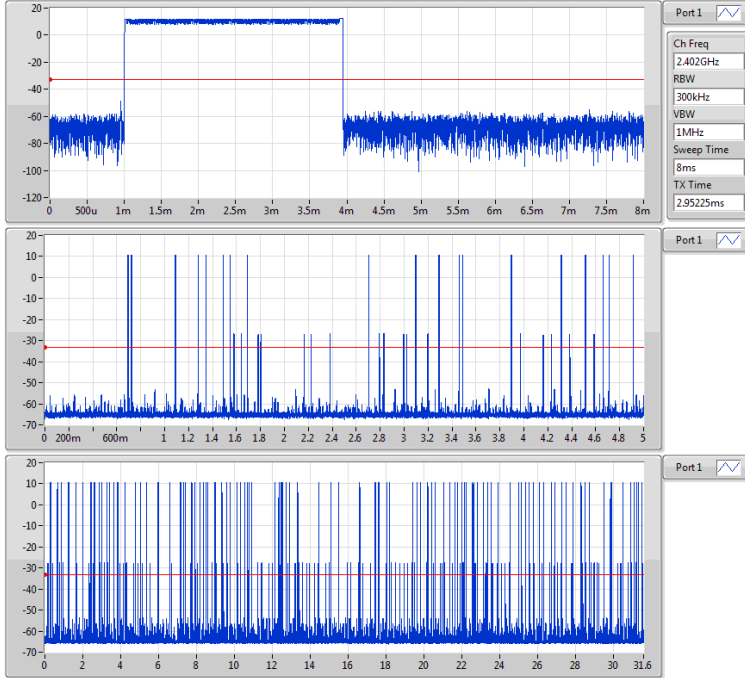 20
0
-20
-40
-60
-80
-100
-120
0 500u 1m 1.5m 2m 2.5m 3m 3.5m 4m 4.5m 5m 5.5m 6m 6.5m 7m 7.5m 8m
Port 1
Ch Freq
2.402GHz
RBW
300kHz
VBW
1MHz
Sweep Time
8ms
TX Time
2.95225ms
20
10
0
-10
-20
-30
-40
-50
-60
-70
0 200m 600m 1 1.2 1.4 1.6 1.8 2 2.2 2.4 2.6 2.8 3 3.2 3.4 3.6 3.8 4 4.2 4.4 4.6 4.8 5
Port 1
20
10
0
-10
-20
-30
-40
-50
-60
-70
0 2 4 6 8 10 12 14 16 18 20 22 24 26 28 30 31.6
Port 1